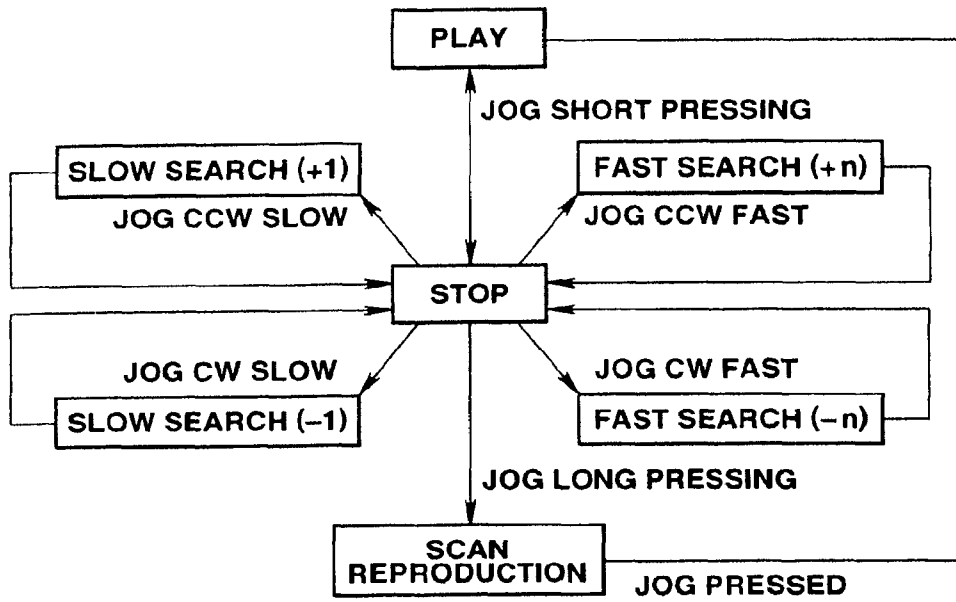 PLAY
JOG SHORT PRESSING
SLOW SEARCH (+1)
FAST SEARCH (+n)
JOG CCW SLOW
JOG CCW FAST
STOP
JOG CW SLOW
JOG CW FAST
SLOW SEARCH (−1)
FAST SEARCH (−n)
JOG LONG PRESSING
SCAN
REPRODUCTION
JOG PRESSED